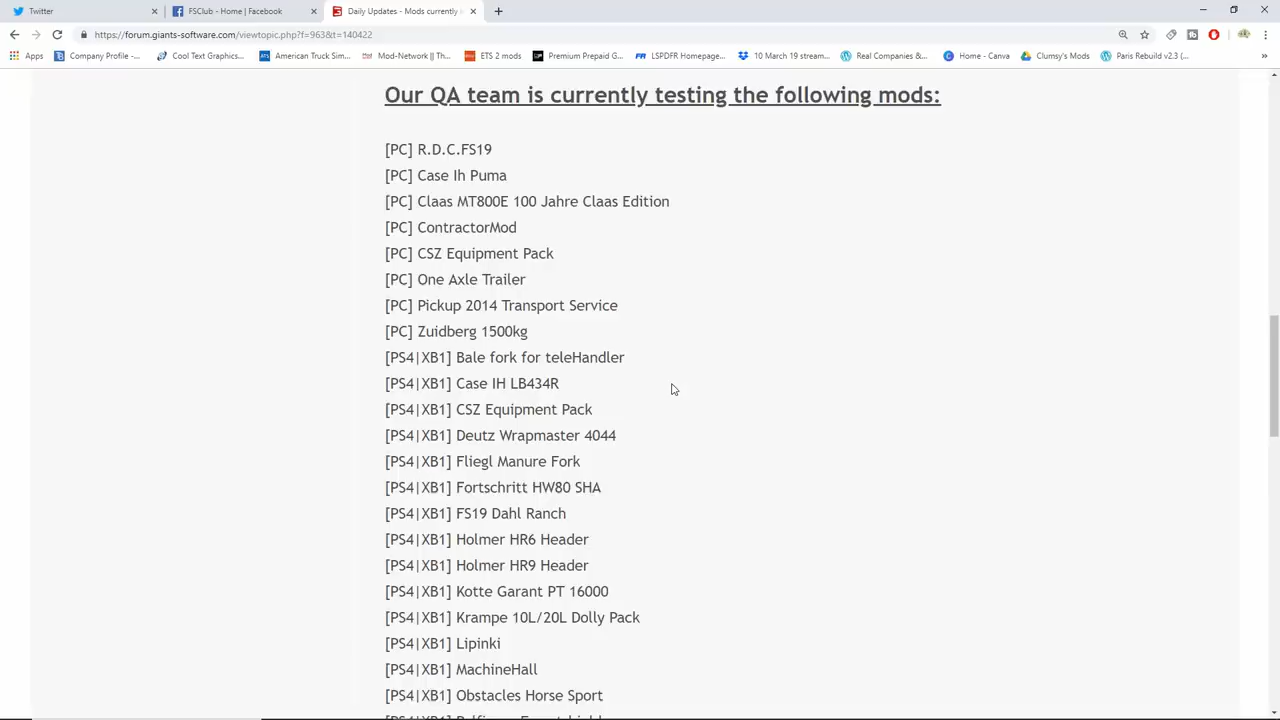 Twitter
FSClub - Home | Facebook
Daily Updates - Mods currently
https://forum.giants-software.com/viewtopic.php?f=963&t=140422
Apps
Company Profile -...
Cool Text Graphics...
American Truck Sim...
Mod-Network || Th...
ETS 2 mods
Premium Prepaid G...
LSPDFR Homepage...
10 March 19 stream...
Real Companies &...
Home - Canva
Clumsy's Mods
Paris Rebuild v2.3 (...
Our QA team is currently testing the following mods:
[PC] R.D.C.FS19
[PC] Case Ih Puma
[PC] Claas MT800E 100 Jahre Claas Edition
[PC] ContractorMod
[PC] CSZ Equipment Pack
[PC] One Axle Trailer
[PC] Pickup 2014 Transport Service
[PC] Zuidberg 1500kg
[PS4|XB1] Bale fork for teleHandler
[PS4|XB1] Case IH LB434R
[PS4|XB1] CSZ Equipment Pack
[PS4|XB1] Deutz Wrapmaster 4044
[PS4|XB1] Fliegl Manure Fork
[PS4|XB1] Fortschritt HW80 SHA
[PS4|XB1] FS19 Dahl Ranch
[PS4|XB1] Holmer HR6 Header
[PS4|XB1] Holmer HR9 Header
[PS4|XB1] Kotte Garant PT 16000
[PS4|XB1] Krampe 10L/20L Dolly Pack
[PS4|XB1] Lipinki
[PS4|XB1] MachineHall
[PS4|XB1] Obstacles Horse Sport